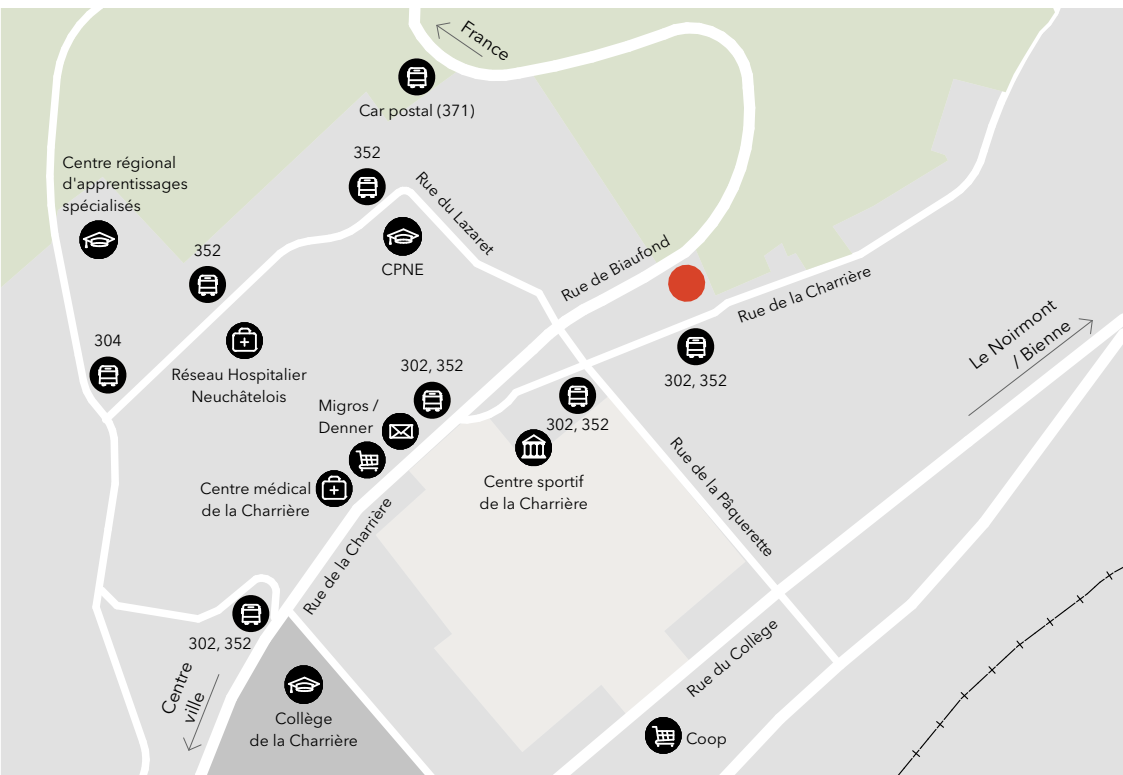 France
Car postal (371)
352
Centre régional
d'apprentissages
spécialisés
Rue du Lazaret
CPNE
352
Rue de Biaufond
Rue de la Charrière
304
Réseau Hospitalier
Neuchâtelois
302, 352
302, 352
Le Noirmont
/ Bienne
Migros /
Denner
302, 352
Centre sportif
de la Charrière
Rue de la Pâquerette
Centre médical
de la Charrière
Rue de la Charrière
302, 352
Centre
ville
Rue du Collège
Collège
de la Charrière
Coop